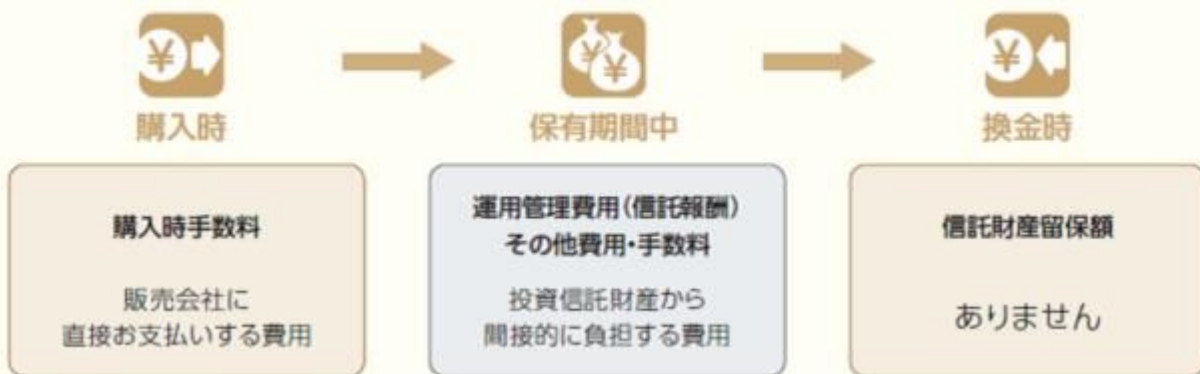 購入時
保有期間中
換金時
購入時手数料
販売会社に
直接お支払いする費用
運用管理費用(信託報酬)
その他費用・手数料
投資信託財産から
間接的に負担する費用
信託財産留保額
ありません